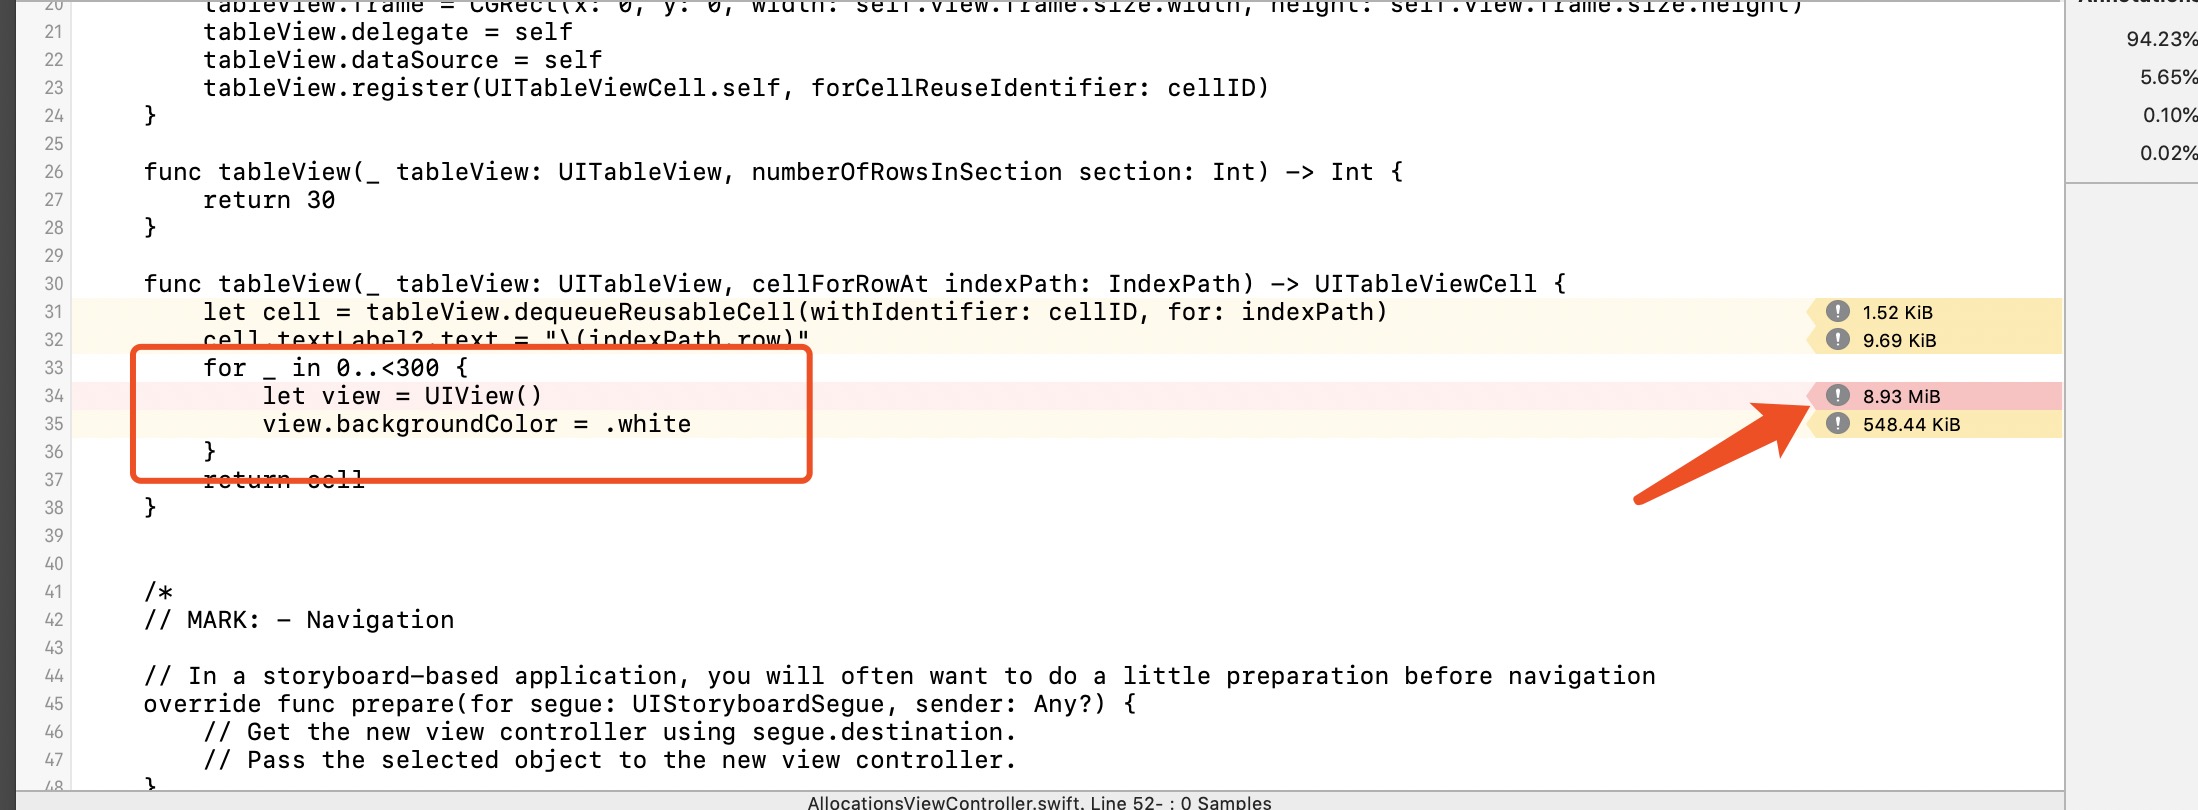 20 tableView.frame = CGRect(x: 0, y: 0, width: self.view.frame.size.width, height: self.view.frame.size.height)
21 tableView.delegate = self
22 tableView.dataSource = self
23 tableView.register(UITableViewCell.self, forCellReuseIdentifier: cellID)
24 }
25
26 func tableView(_ tableView: UITableView, numberOfRowsInSection section: Int) -> Int {
27 return 30
28 }
29
30 func tableView(_ tableView: UITableView, cellForRowAt indexPath: IndexPath) -> UITableViewCell {
31 let cell = tableView.dequeueReusableCell(withIdentifier: cellID, for: indexPath) ! 1.52 KiB
32 cell.textLabel?.text = "\(indexPath.row)" ! 9.69 KiB
33 for _ in 0..<300 {
34 let view = UIView() ! 8.93 MiB
35 view.backgroundColor = .white ! 548.44 KiB
36 }
37 return cell
38 }
39
40
41 /*
42 // MARK: - Navigation
43
44 // In a storyboard-based application, you will often want to do a little preparation before navigation
45 override func prepare(for segue: UIStoryboardSegue, sender: Any?) {
46 // Get the new view controller using segue.destination.
47 // Pass the selected object to the new view controller.
48 }
AllocationsViewController.swift, Line 52- : 0 Samples
Annotations
94.23%
5.65%
0.10%
0.02%